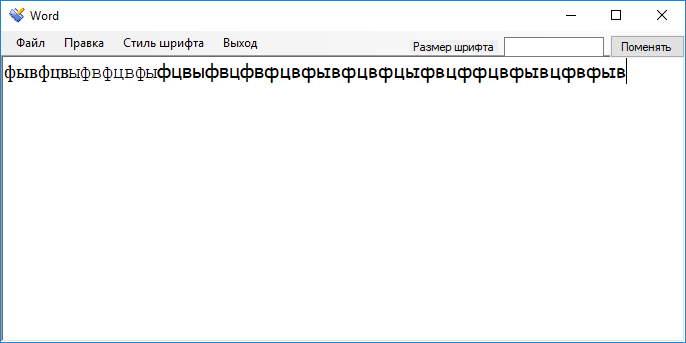 Word
Файл Правка Стиль шрифта Выход Размер шрифта Поменять
фывфцвыфвфцвфыфцвыфвцфвфцвфывфцвфцыфвцффцвфывцфвфыв